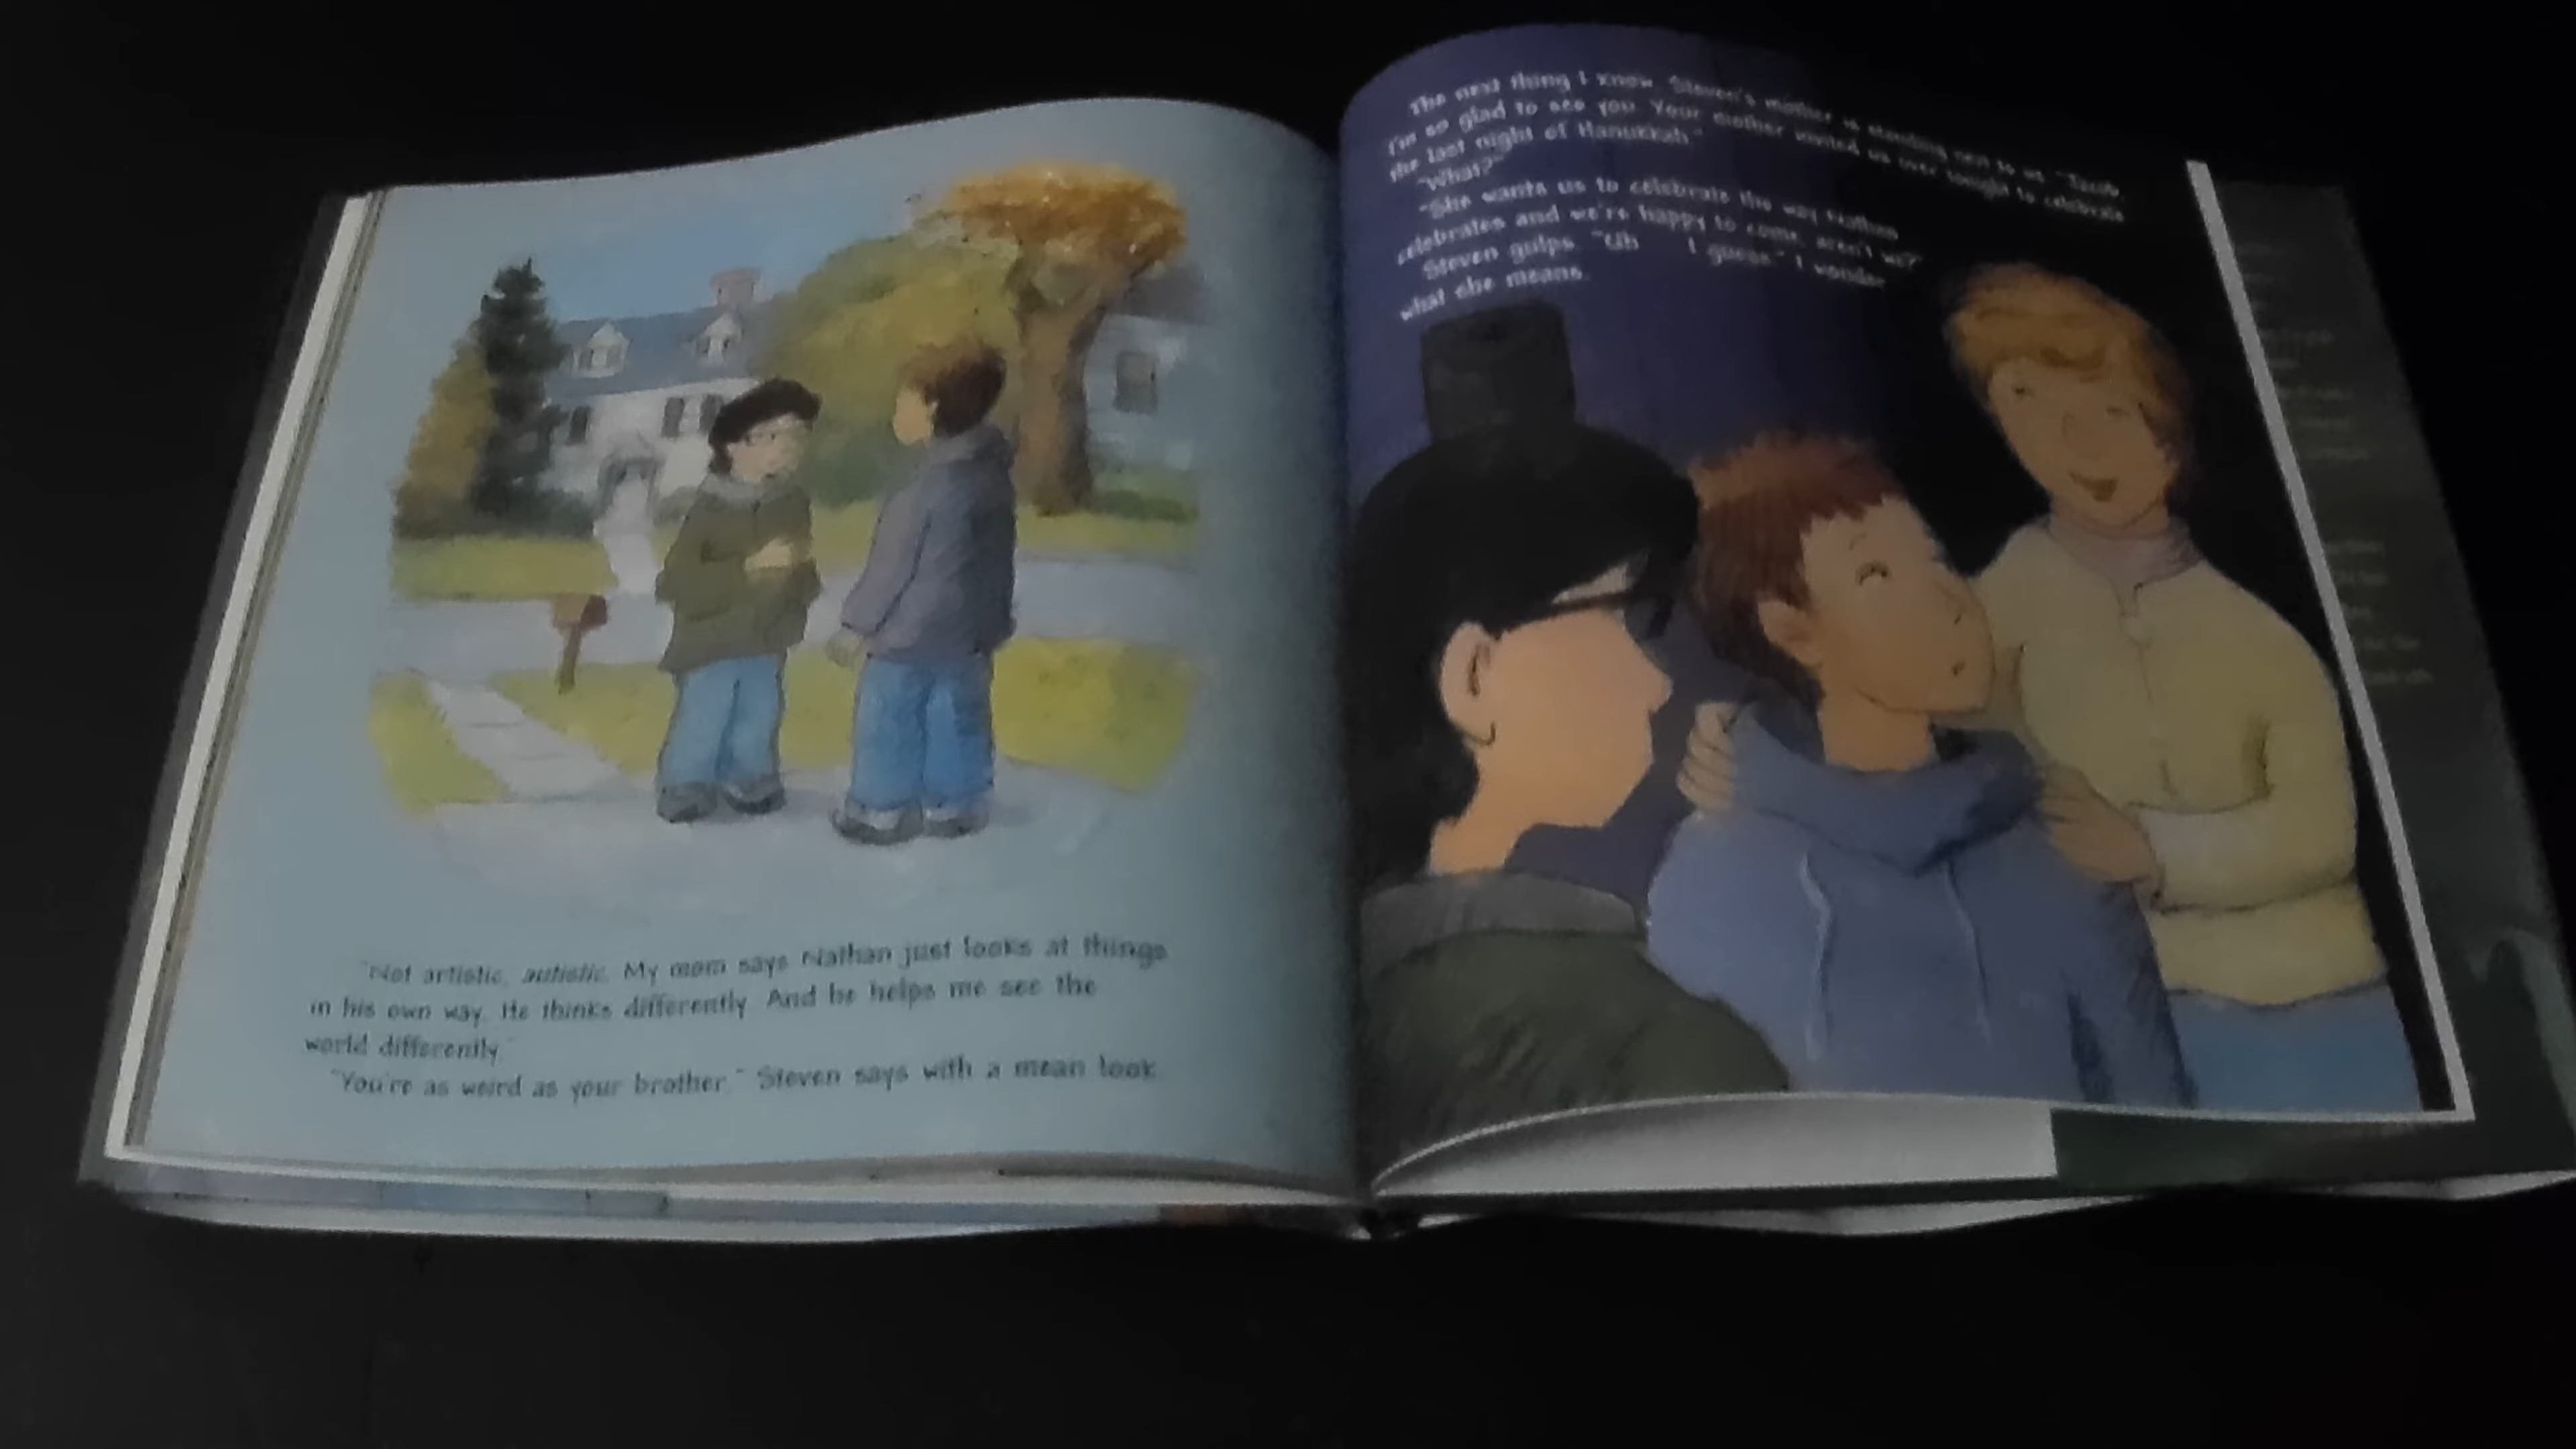 "Not artistic, autistic. My mom says Nathan just looks at things
in his own way. He thinks differently. And he helps me see the
world differently."
"You're as weird as your brother." Steven says with a mean look.
The next thing I know, Steven's mother is standing next to us. "Jacob,
I'm so glad to see you. Your mother invited us over tonight to celebrate
the last night of Hanukkah."
"What?"
"She wants us to celebrate the way Nathan
celebrates and we're happy to come, aren't we?"
Steven gulps. "Uh I guess." I wonder
what she means.